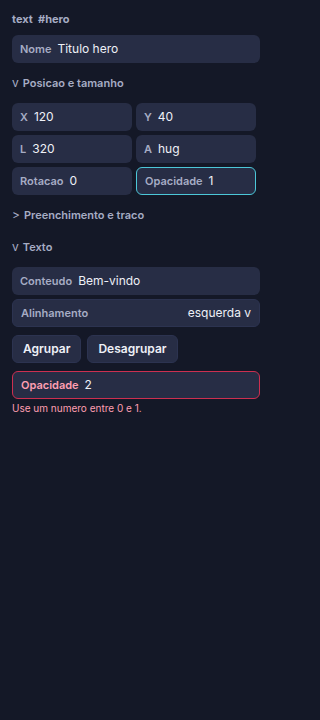 text #hero
Nome Titulo hero
v Posicao e tamanho
X 120 Y 40
L 320 A hug
Rotacao 0 Opacidade 1
> Preenchimento e traco
v Texto
Conteudo Bem-vindo
Alinhamento esquerda v
Agrupar Desagrupar
Opacidade 2
Use um numero entre 0 e 1.